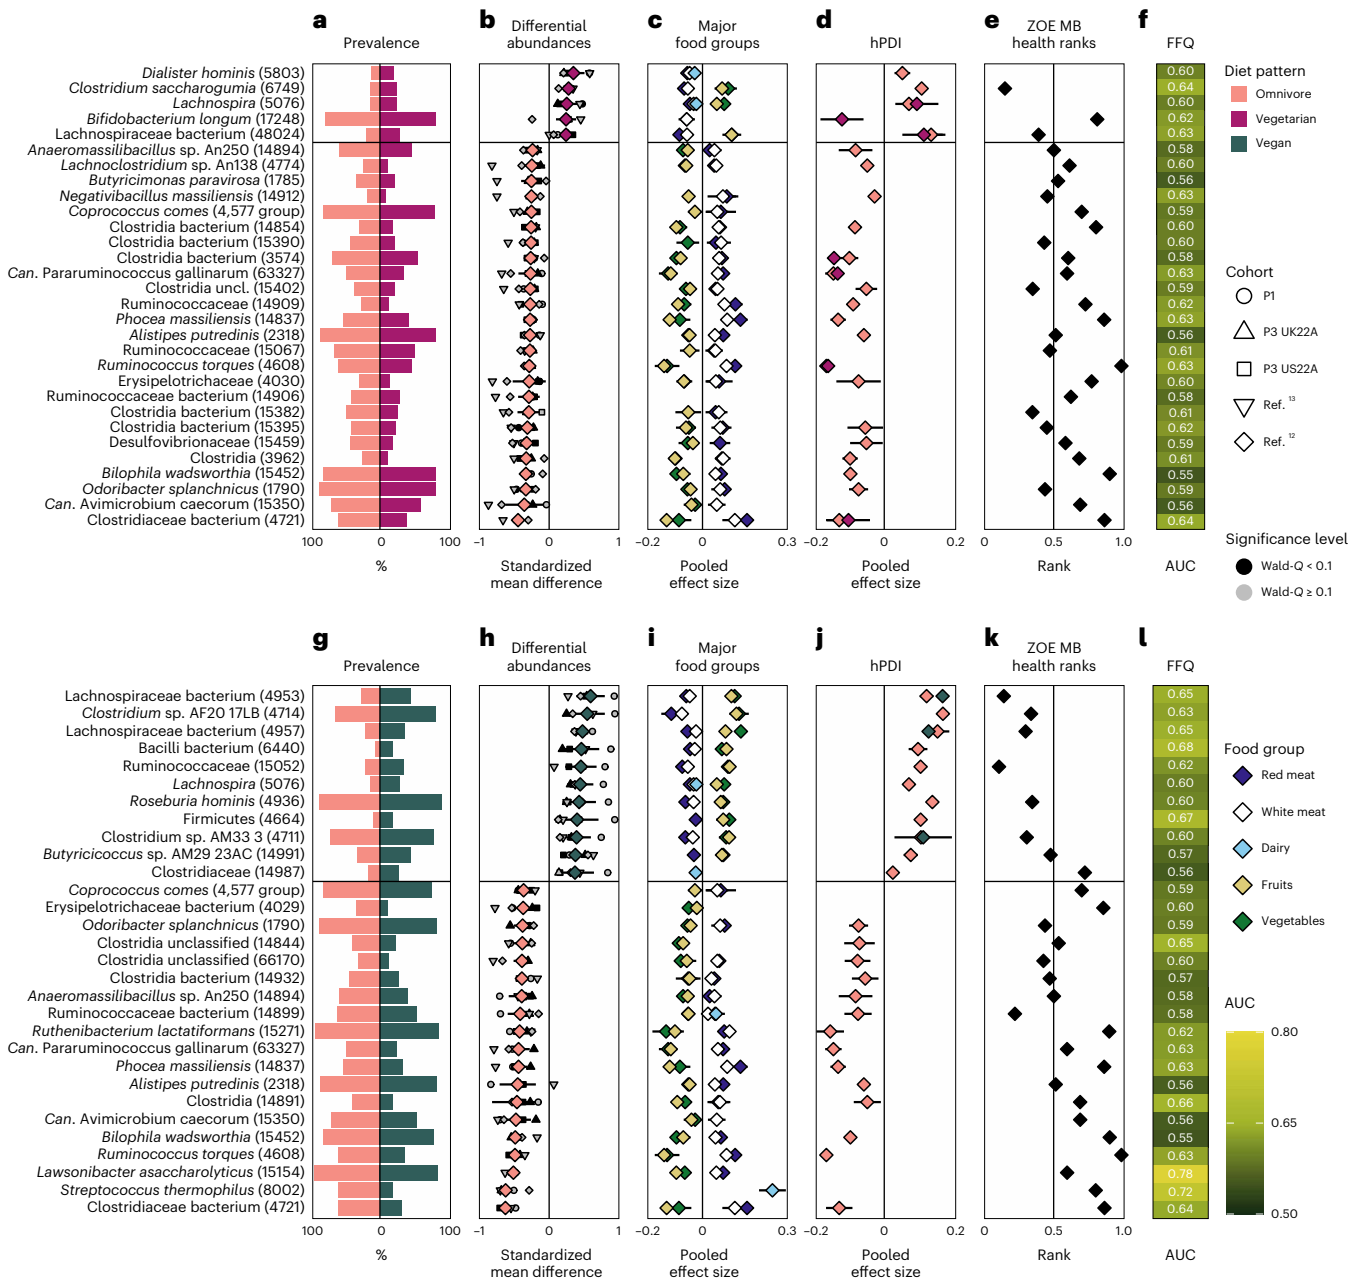 a b c d e f
Prevalence
Differential
abundances
Major
food groups
hPDI
ZOE MB
health ranks
FFQ
Dialister hominis (5803) 0.60
Clostridium saccharogumia (6749) 0.64
Lachnospira (5076) 0.60
Bifidobacterium longum (17248) 0.62
Lachnospiraceae bacterium (48024) 0.63
Anaeromassilibacillus sp. An250 (14894) 0.58
Lachnoclostridium sp. An138 (4774) 0.60
Butyricimonas paravirosa (1785) 0.56
Negativibacillus massiliensis (14912) 0.63
Coprococcus comes (4,577 group) 0.59
Clostridia bacterium (14854) 0.60
Clostridia bacterium (15390) 0.60
Clostridia bacterium (3574) 0.58
Can. Pararuminococcus gallinarum (63327) 0.63
Clostridia uncl. (15402) 0.59
Ruminococcaceae (14909) 0.62
Phocea massiliensis (14837) 0.63
Alistipes putredinis (2318) 0.56
Ruminococcaceae (15067) 0.61
Ruminococcus torques (4608) 0.63
Erysipelotrichaceae (4030) 0.60
Ruminococcaceae bacterium (14906) 0.58
Clostridia bacterium (15382) 0.61
Clostridia bacterium (15395) 0.62
Desulfovibrionaceae (15459) 0.59
Clostridia (3962) 0.61
Bilophila wadsworthia (15452) 0.55
Odoribacter splanchnicus (1790) 0.59
Can. Avimicrobium caecorum (15350) 0.56
Clostridiaceae bacterium (4721) 0.64
100 0 100 −1 0 1 −0.2 0 0.3 −0.2 0 0.2 0 0.5 1.0
%
Standardized
mean difference
Pooled
effect size
Pooled
effect size
Rank
AUC
Diet pattern
Omnivore
Vegetarian
Vegan
Cohort
P1
P3 UK22A
P3 US22A
Ref. 13
Ref. 12
Significance level
Wald-Q < 0.1
Wald-Q ≥ 0.1
g h i j k l
Prevalence
Differential
abundances
Major
food groups
hPDI
ZOE MB
health ranks
FFQ
Lachnospiraceae bacterium (4953) 0.65
Clostridium sp. AF20 17LB (4714) 0.63
Lachnospiraceae bacterium (4957) 0.65
Bacilli bacterium (6440) 0.68
Ruminococcaceae (15052) 0.62
Lachnospira (5076) 0.60
Roseburia hominis (4936) 0.60
Firmicutes (4664) 0.67
Clostridium sp. AM33 3 (4711) 0.60
Butyricicoccus sp. AM29 23AC (14991) 0.57
Clostridiaceae (14987) 0.56
Coprococcus comes (4,577 group) 0.59
Erysipelotrichaceae bacterium (4029) 0.60
Odoribacter splanchnicus (1790) 0.59
Clostridia unclassified (14844) 0.65
Clostridia unclassified (66170) 0.60
Clostridia bacterium (14932) 0.57
Anaeromassilibacillus sp. An250 (14894) 0.58
Ruminococcaceae bacterium (14899) 0.58
Ruthenibacterium lactatiformans (15271) 0.62
Can. Pararuminococcus gallinarum (63327) 0.63
Phocea massiliensis (14837) 0.63
Alistipes putredinis (2318) 0.56
Clostridia (14891) 0.66
Can. Avimicrobium caecorum (15350) 0.56
Bilophila wadsworthia (15452) 0.55
Ruminococcus torques (4608) 0.63
Lawsonibacter asaccharolyticus (15154) 0.78
Streptococcus thermophilus (8002) 0.72
Clostridiaceae bacterium (4721) 0.64
100 0 100 −1 0 1 −0.2 0 0.3 −0.2 0 0.2 0 0.5 1.0
%
Standardized
mean difference
Pooled
effect size
Pooled
effect size
Rank
AUC
Food group
Red meat
White meat
Dairy
Fruits
Vegetables
AUC
0.80
0.65
0.50